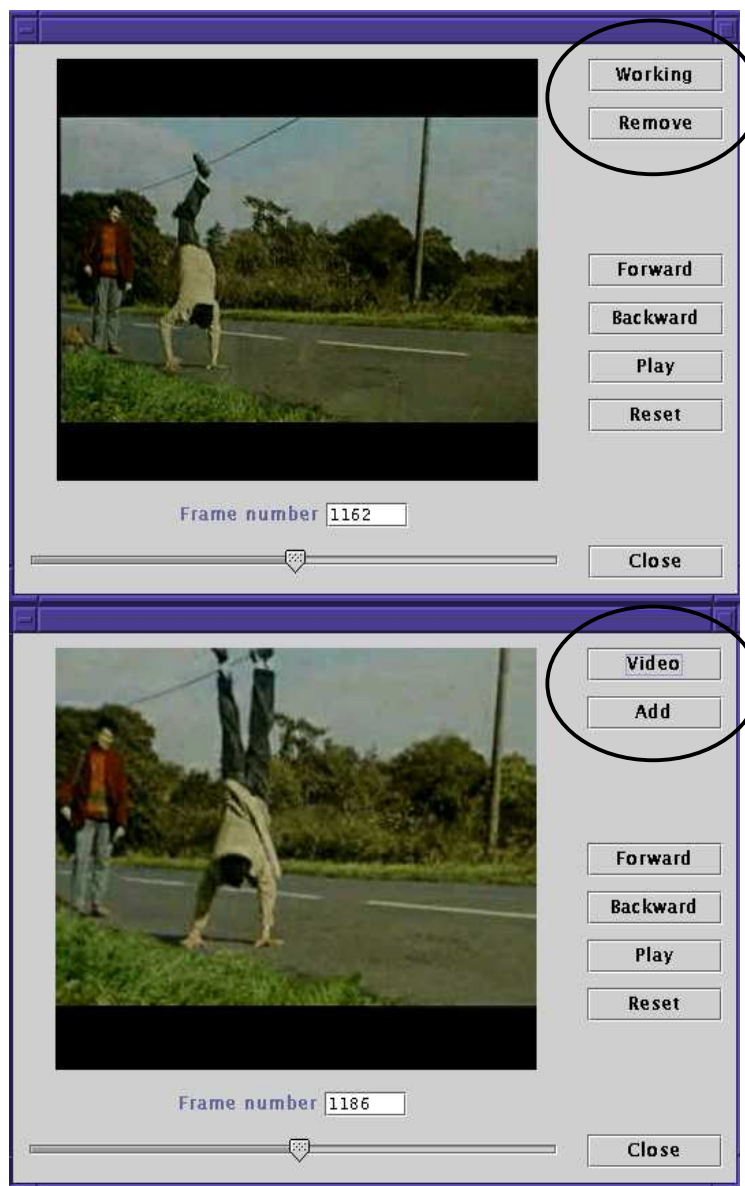 Working
Remove
Forward
Backward
Play
Reset
Frame number 1162
Close
Video
Add
Forward
Backward
Play
Reset
Frame number 1186
Close